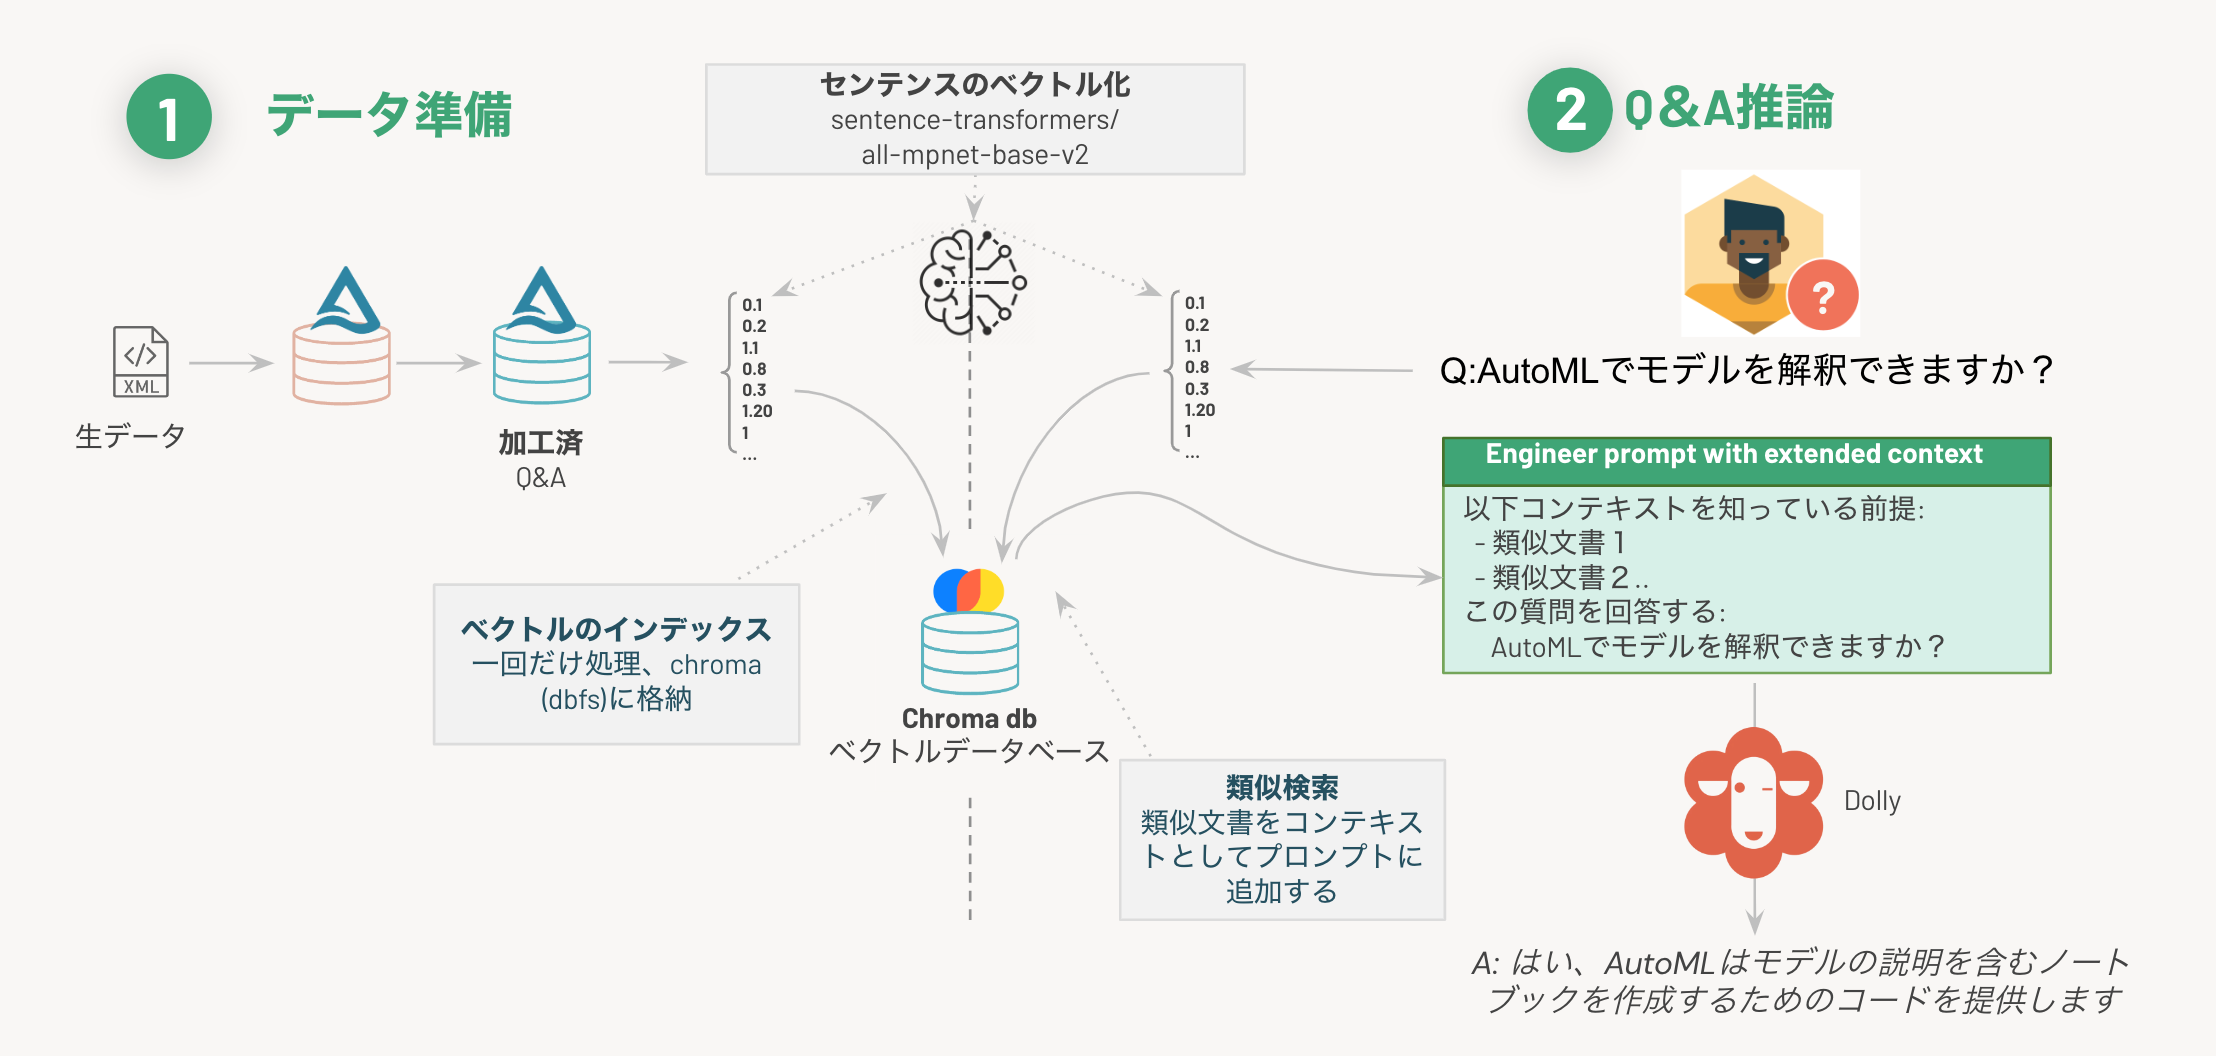 1
データ準備
センテンスのベクトル化
sentence-transformers/
all-mpnet-base-v2
2
Q&A推論
?
</>
XML
生データ
加工済
Q&A
0.1
0.2
1.1
0.8
0.3
1.20
1
...
0.1
0.2
1.1
0.8
0.3
1.20
1
...
Q:AutoMLでモデルを解釈できますか？
Engineer prompt with extended context
以下コンテキストを知っている前提:
- 類似文書１
- 類似文書２..
この質問を回答する:
AutoMLでモデルを解釈できますか？
ベクトルのインデックス
一回だけ処理、chroma
(dbfs)に格納
Chroma db
ベクトルデータベース
類似検索
類似文書をコンテキス
トとしてプロンプトに
追加する
Dolly
A: はい、AutoMLはモデルの説明を含むノート
ブックを作成するためのコードを提供します